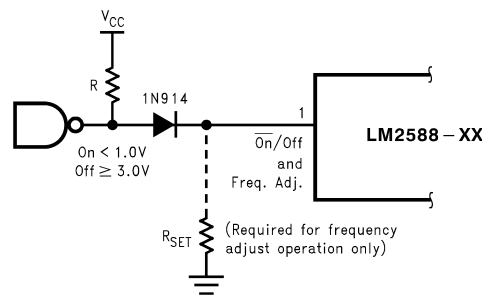 V_CC
R
1N914
1
On < 1.0V
Off ≥ 3.0V
O̅n̅/Off
and
Freq. Adj.
LM2588-XX
R_SET
(Required for frequency
adjust operation only)